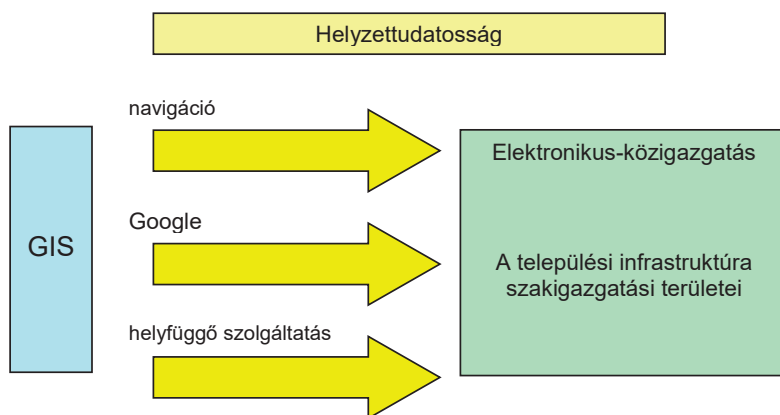 Helyzettudatosság
navigáció
GIS
Google
helyfüggő szolgáltatás
Elektronikus-közigazgatás
A települési infrastruktúra
szakigazgatási területei